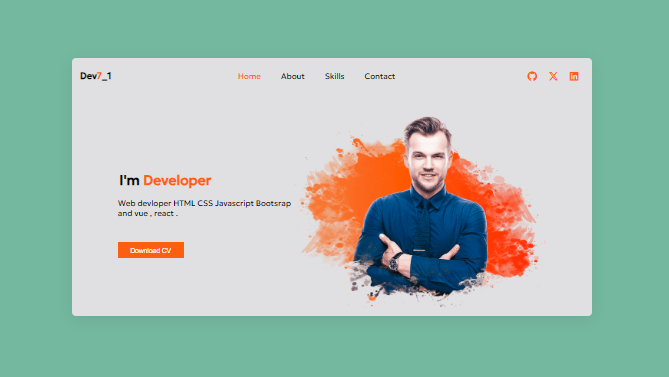 Dev7_1
Home
About
Skills
Contact
I'm Developer
Web devloper HTML CSS Javascript Bootsrap
and vue , react .
Download CV